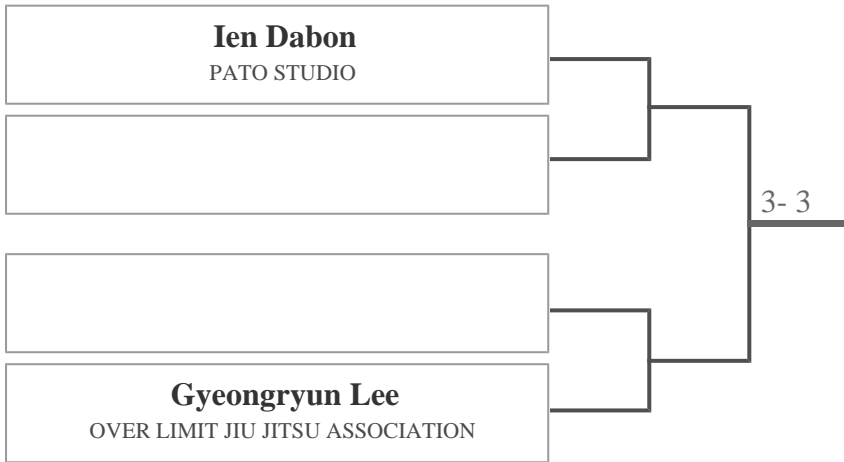 Ien Dabon
PATO STUDIO
3- 3
Gyeongryun Lee
OVER LIMIT JIU JITSU ASSOCIATION